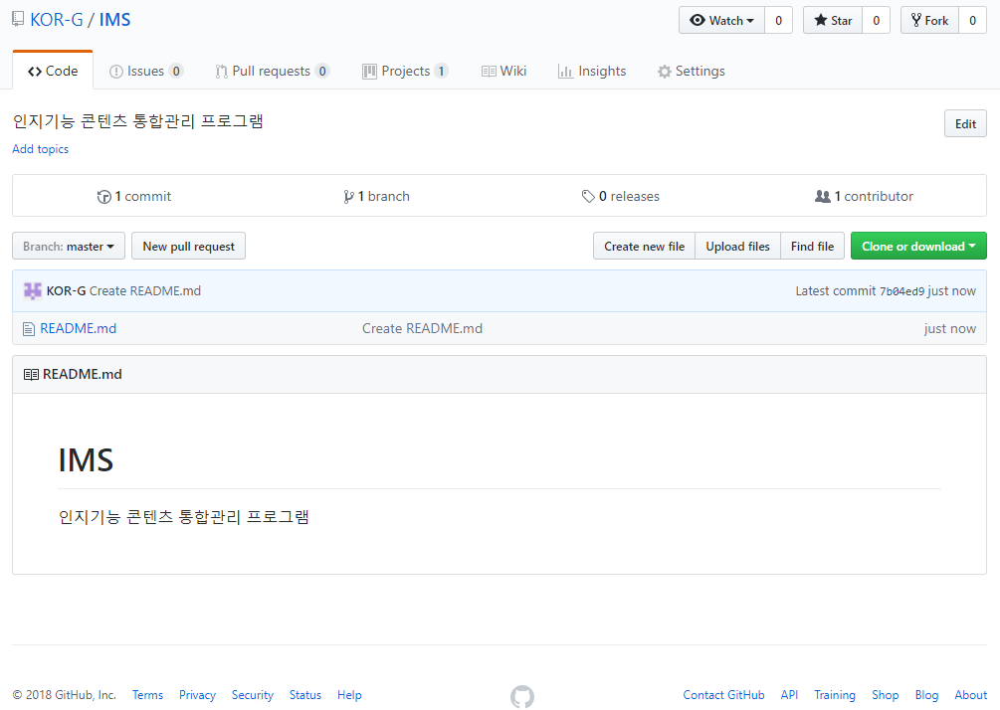 KOR-G / IMS Watch 0 Star 0 Fork 0
Code Issues 0 Pull requests 0 Projects 1 Wiki Insights Settings
인지기능 콘텐츠 통합관리 프로그램 Edit
Add topics
1 commit 1 branch 0 releases 1 contributor
Branch: master New pull request Create new file Upload files Find file Clone or download
KOR-G Create README.md Latest commit 7b04ed9 just now
README.md Create README.md just now
README.md
IMS
인지기능 콘텐츠 통합관리 프로그램
© 2018 GitHub, Inc. Terms Privacy Security Status Help Contact GitHub API Training Shop Blog About